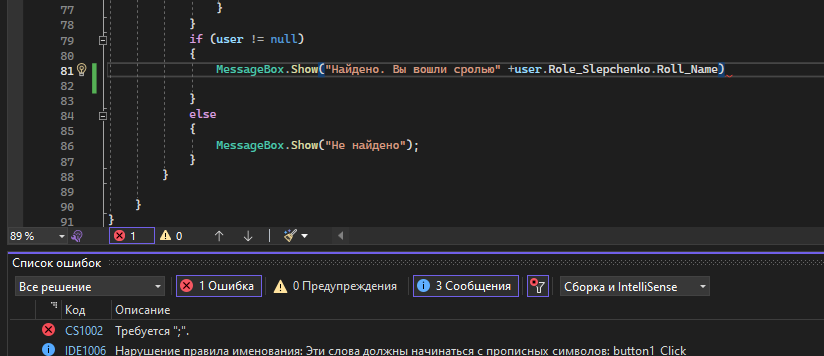 77 }
78 }
79 if (user != null)
80 {
81 MessageBox.Show("Найдено. Вы вошли сролью" +user.Role_Slepchenko.Roll_Name)
82
83 }
84 else
85 {
86 MessageBox.Show("Не найдено");
87 }
88 }
89
90 }
91 }
89 % 1 0
Список ошибок
Все решение 1 Ошибка 0 Предупреждения 3 Сообщения Сборка и IntelliSense
Код Описание
CS1002 Требуется ";".
IDE1006 Нарушение правила именования: Эти слова должны начинаться с прописных символов: button1_Click